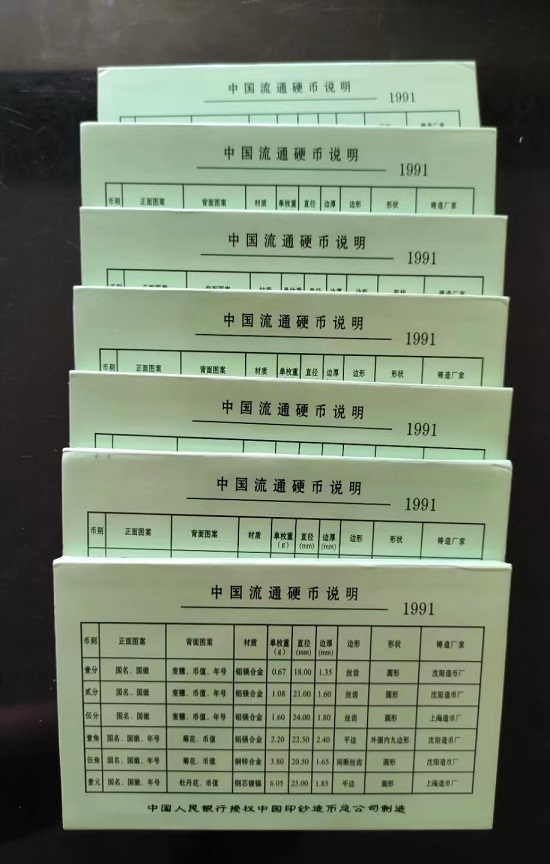 中国流通硬币说明
1991
中国流通硬币说明
1991
币别 正面图案 背面图案 材质 单枚重 直径 边厚 边形 形状 铸造厂家
中国流通硬币说明
1991
中国流通硬币说明
1991
币别 正面图案 背面图案 材质 单枚重 直径 边厚 边形 形状 铸造厂家
中国流通硬币说明
1991
中国流通硬币说明
1991
币别 正面图案 背面图案 材质 单枚重(g) 直径(mm) 边厚(mm) 边形 形状 铸造厂家
中国流通硬币说明
1991
币别 正面图案 背面图案 材质 单枚重(g) 直径(mm) 边厚(mm) 边形 形状 铸造厂家
壹分 国名、国徽 麦穗、币值、年号 铝镁合金 0.67 18.00 1.35 丝齿 圆形 沈阳造币厂
贰分 国名、国徽 麦穗、币值、年号 铝镁合金 1.08 21.00 1.60 丝齿 圆形 沈阳造币厂
伍分 国名、国徽 麦穗、币值、年号 铝镁合金 1.60 24.00 1.80 丝齿 圆形 上海造币厂
壹角 国名、国徽、年号 菊花、币值 铝镁合金 2.20 22.50 2.40 平边 外圆内九边形 沈阳造币厂
伍角 国名、国徽、年号 菊花、币值 铜锌合金 3.80 20.50 1.65 间断丝齿 圆形 沈阳造币厂
壹元 国名、国徽、年号 牡丹花、币值 钢芯镀镍 6.05 25.00 1.85 平边 圆形 上海造币厂
中国人民银行授权中国印钞造币总公司制造